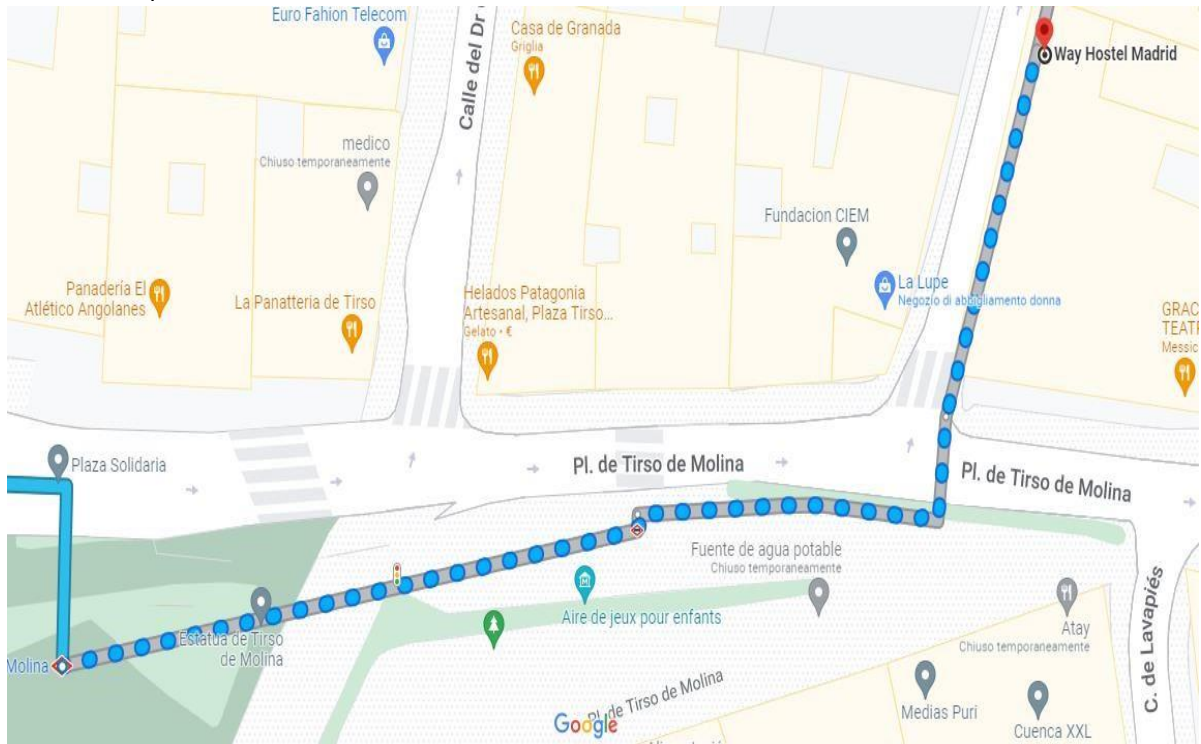 Euro Fahion Telecom
Calle del Dr
Casa de Granada
Griglia
Way Hostel Madrid
medico
Chiuso temporaneamente
Fundacion CIEM
Panadería El
Atlético Angolanes
La Panatteria de Tirso
Helados Patagonia
Artesanal, Plaza Tirso...
Gelato • €
La Lupe
Negozio di abbigliamento donna
GRAC
TEATR
Messic
Plaza Solidaria
Pl. de Tirso de Molina
Pl. de Tirso de Molina
Fuente de agua potable
Chiuso temporaneamente
Aire de jeux pour enfants
Estatua de Tirso
de Molina
Molina
Atay
Chiuso temporaneamente
C. de Lavapiés
Pl. de Tirso de Molina
Medias Puri
Google
Cuenca XXL